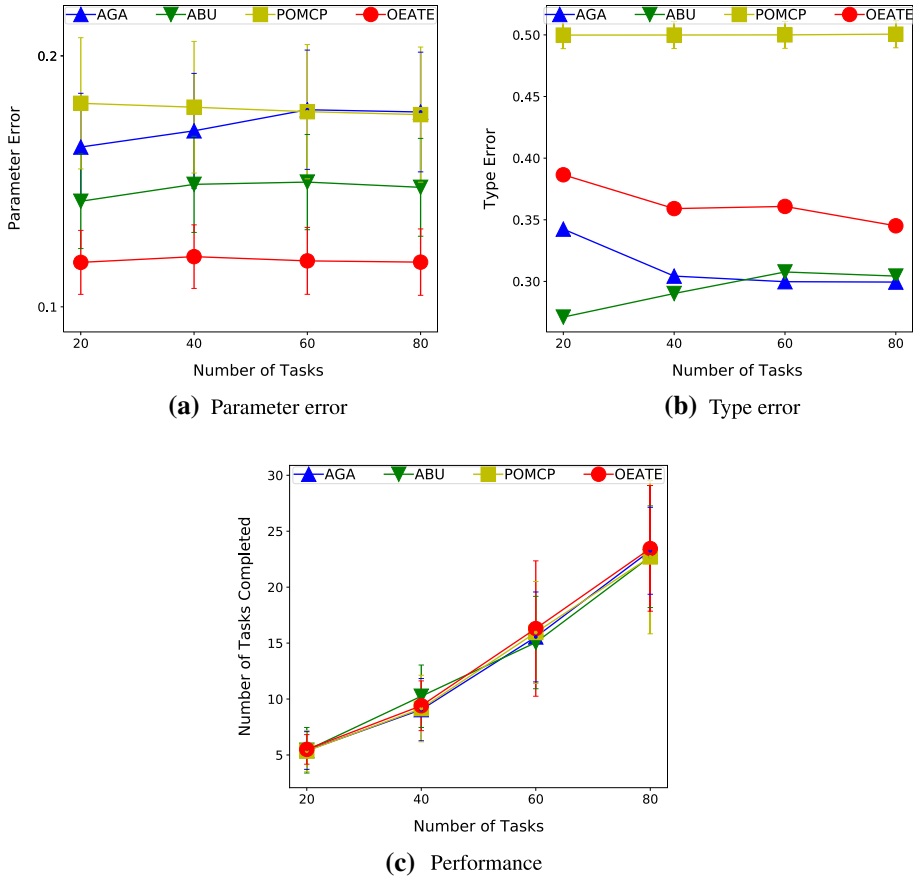 AGA ABU POMCP OEATE
0.2
0.1
Parameter Error
20 40 60 80
Number of Tasks
(a) Parameter error
AGA ABU POMCP OEATE
0.50
0.45
0.40
0.35
0.30
Type Error
20 40 60 80
Number of Tasks
(b) Type error
AGA ABU POMCP OEATE
30
25
20
15
10
5
Number of Tasks Completed
20 40 60 80
Number of Tasks
(c) Performance